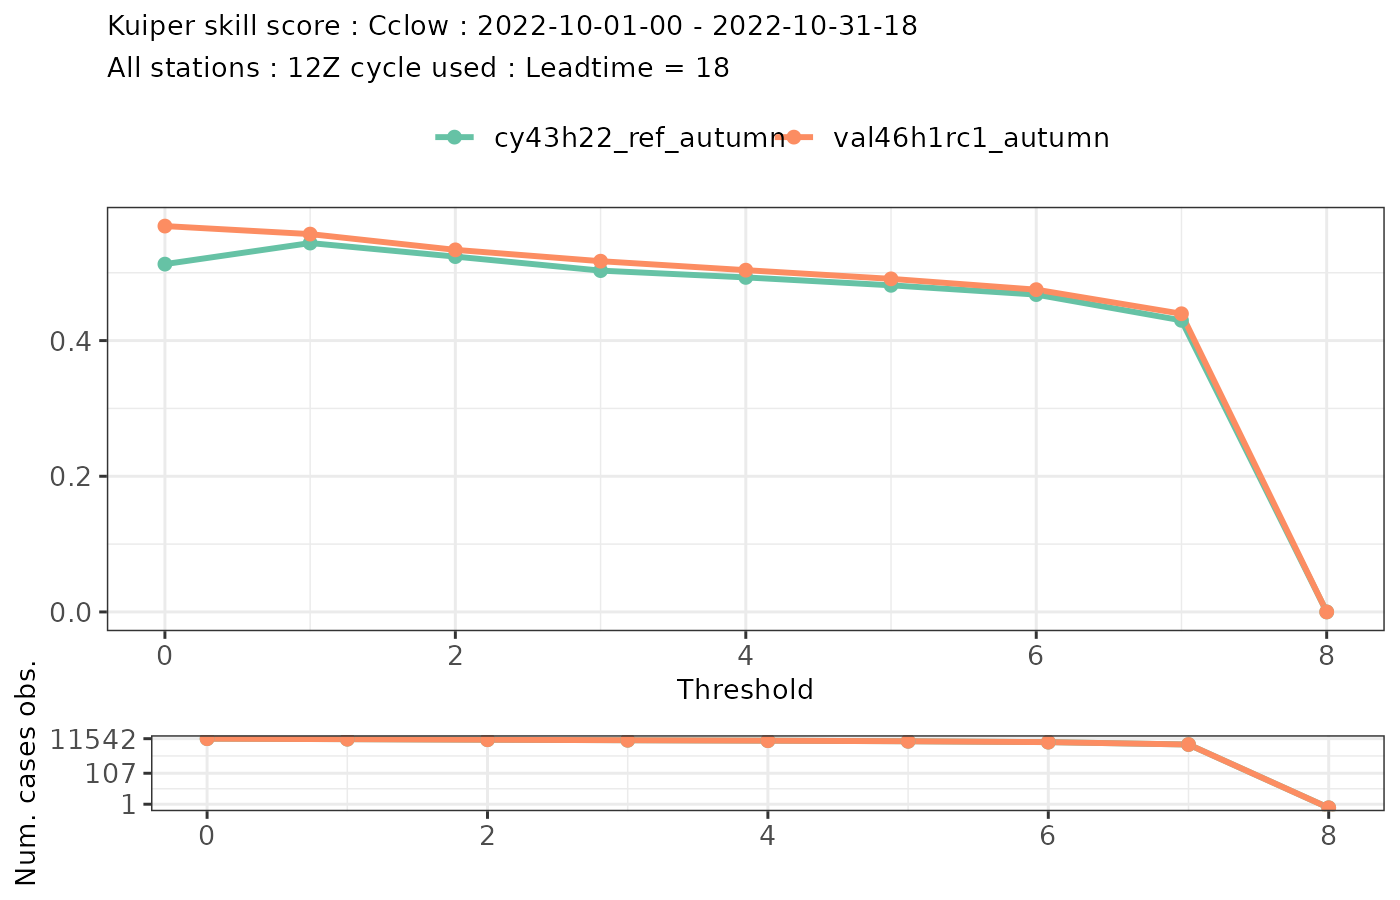 Kuiper skill score : Cclow : 2022-10-01-00 - 2022-10-31-18
All stations : 12Z cycle used : Leadtime = 18
cy43h22_ref_autumn val46h1rc1_autumn
0.4
0.2
0.0
0 2 4 6 8
Threshold
Num. cases obs.
11542
107
1
0 2 4 6 8